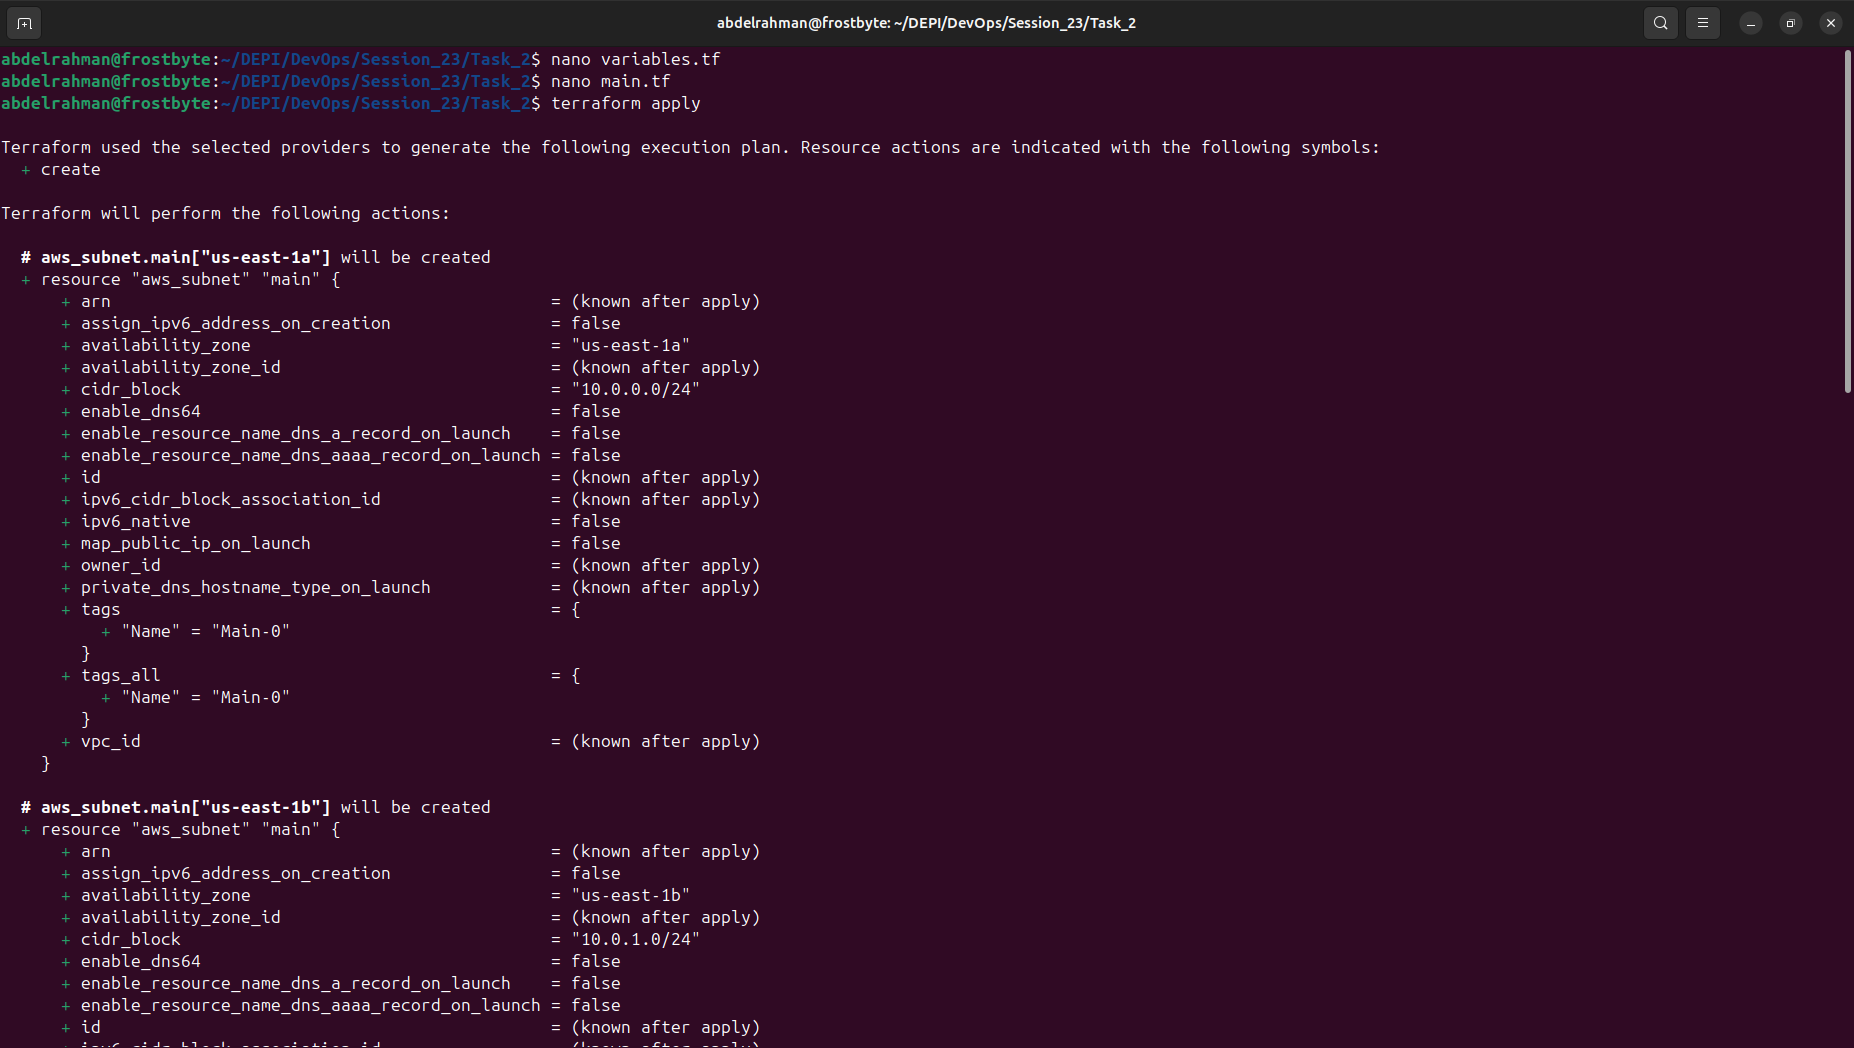 abdelrahman@frostbyte: ~/DEPI/DevOps/Session_23/Task_2
abdelrahman@frostbyte:~/DEPI/DevOps/Session_23/Task_2$ nano variables.tf
abdelrahman@frostbyte:~/DEPI/DevOps/Session_23/Task_2$ nano main.tf
abdelrahman@frostbyte:~/DEPI/DevOps/Session_23/Task_2$ terraform apply
Terraform used the selected providers to generate the following execution plan. Resource actions are indicated with the following symbols:
+ create
Terraform will perform the following actions:
# aws_subnet.main["us-east-1a"] will be created
+ resource "aws_subnet" "main" {
+ arn = (known after apply)
+ assign_ipv6_address_on_creation = false
+ availability_zone = "us-east-1a"
+ availability_zone_id = (known after apply)
+ cidr_block = "10.0.0.0/24"
+ enable_dns64 = false
+ enable_resource_name_dns_a_record_on_launch = false
+ enable_resource_name_dns_aaaa_record_on_launch = false
+ id = (known after apply)
+ ipv6_cidr_block_association_id = (known after apply)
+ ipv6_native = false
+ map_public_ip_on_launch = false
+ owner_id = (known after apply)
+ private_dns_hostname_type_on_launch = (known after apply)
+ tags = {
+ "Name" = "Main-0"
}
+ tags_all = {
+ "Name" = "Main-0"
}
+ vpc_id = (known after apply)
}
# aws_subnet.main["us-east-1b"] will be created
+ resource "aws_subnet" "main" {
+ arn = (known after apply)
+ assign_ipv6_address_on_creation = false
+ availability_zone = "us-east-1b"
+ availability_zone_id = (known after apply)
+ cidr_block = "10.0.1.0/24"
+ enable_dns64 = false
+ enable_resource_name_dns_a_record_on_launch = false
+ enable_resource_name_dns_aaaa_record_on_launch = false
+ id = (known after apply)